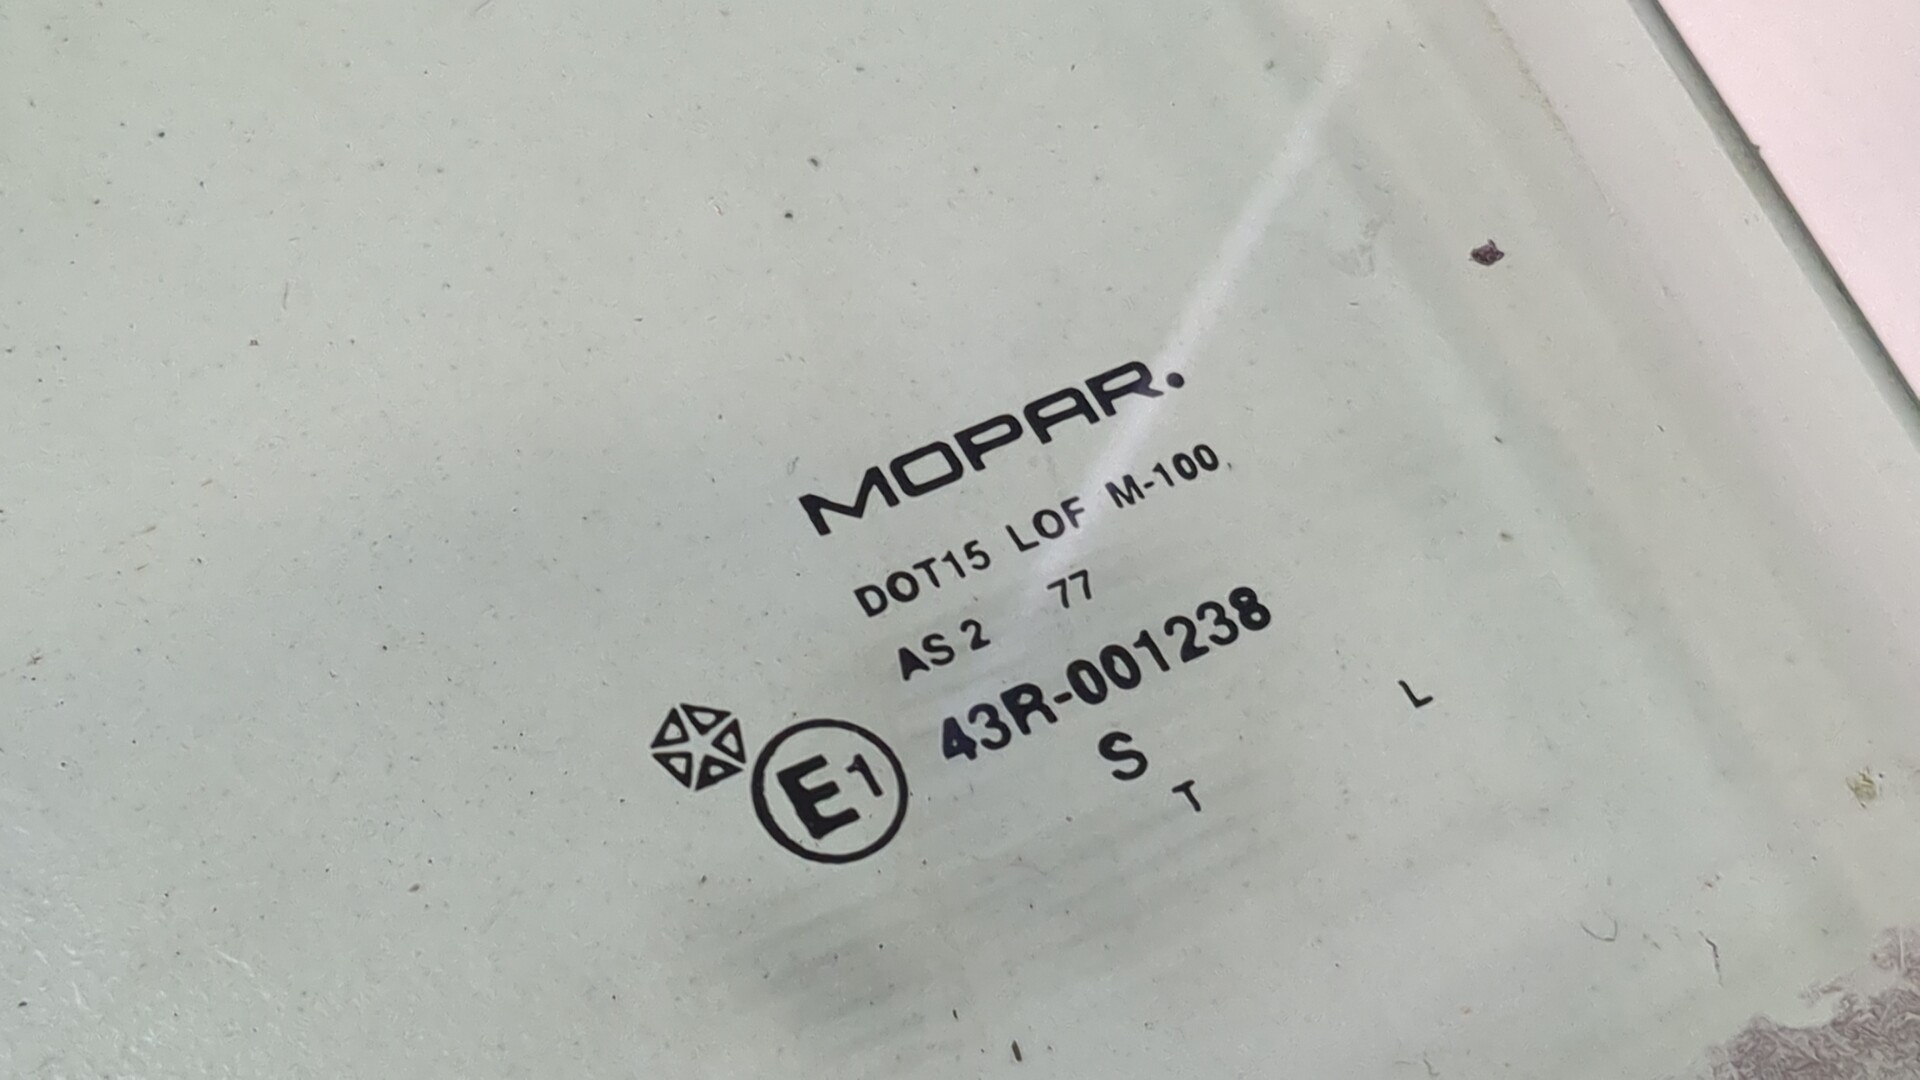 MOPAR.
DOT15 LOF M-100
AS2 77
43R-001238
E1
S
L
T